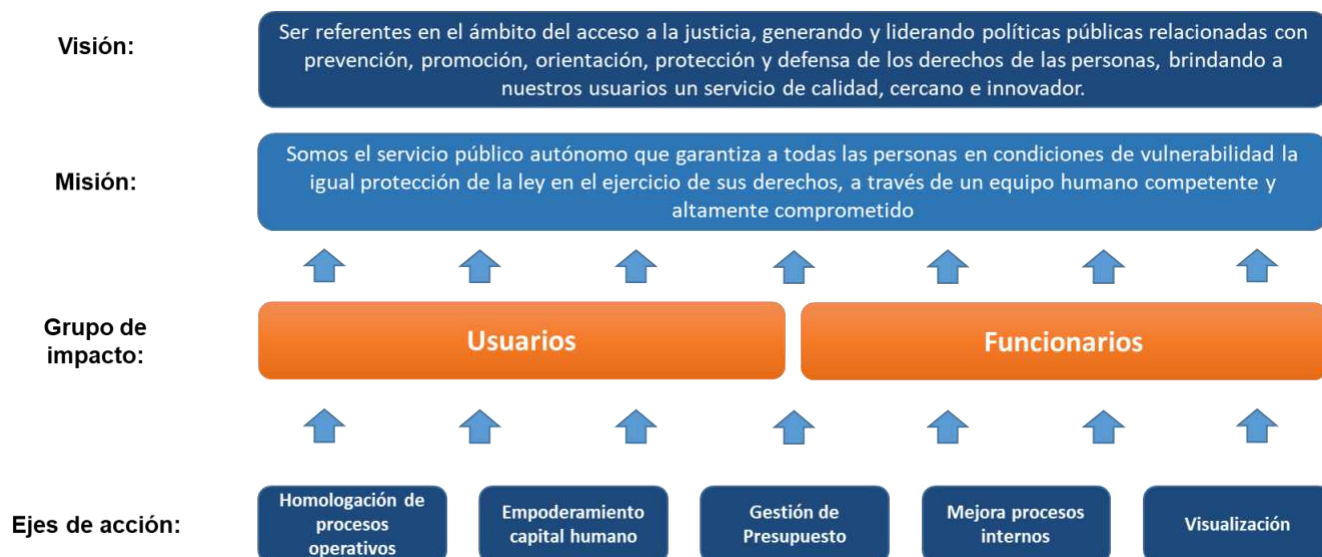 Visión:
Ser referentes en el ámbito del acceso a la justicia, generando y liderando políticas públicas relacionadas con
prevención, promoción, orientación, protección y defensa de los derechos de las personas, brindando a
nuestros usuarios un servicio de calidad, cercano e innovador.
Misión:
Somos el servicio público autónomo que garantiza a todas las personas en condiciones de vulnerabilidad la
igual protección de la ley en el ejercicio de sus derechos, a través de un equipo humano competente y
altamente comprometido
Grupo de
impacto:
Usuarios
Funcionarios
Ejes de acción:
Homologación de
procesos
operativos
Empoderamiento
capital humano
Gestión de
Presupuesto
Mejora procesos
internos
Visualización